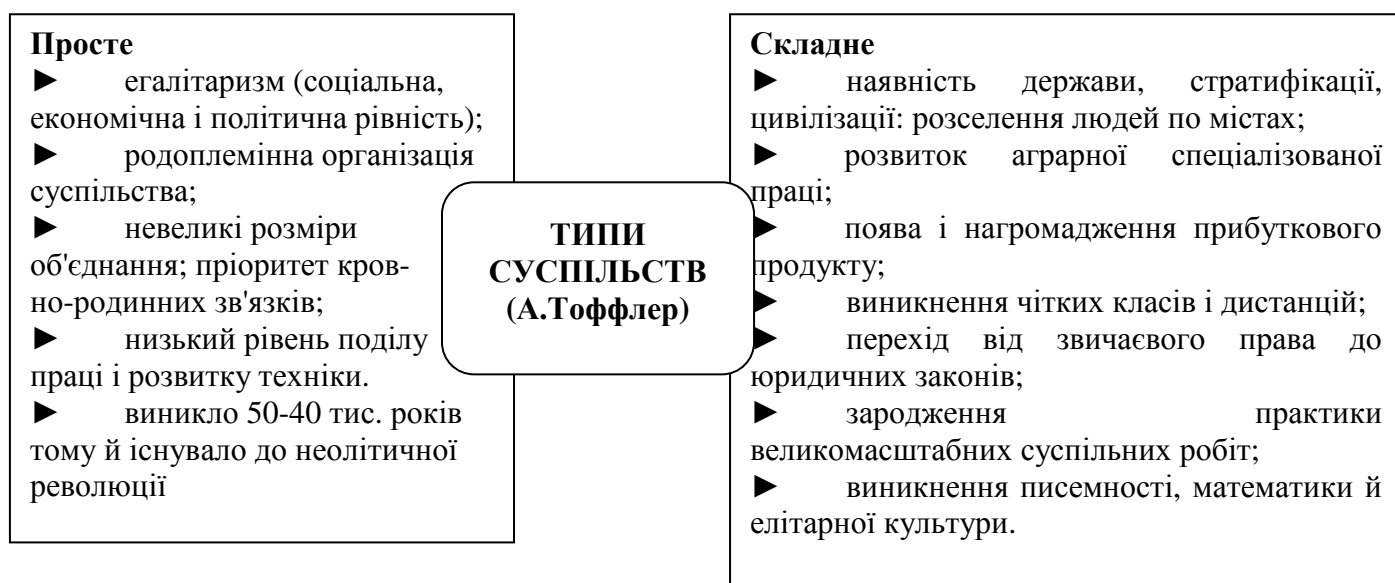 Просте
► егалітаризм (соціальна,
економічна і політична рівність);
► родоплемінна організація
суспільства;
► невеликі розміри
об'єднання; пріоритет кров-
но-родинних зв'язків;
► низький рівень поділу
праці і розвитку техніки.
► виникло 50-40 тис. років
тому й існувало до неолітичної
революції
ТИПИ
СУСПІЛЬСТВ
(А.Тоффлер)
Складне
► наявність держави, стратифікації,
цивілізації: розселення людей по містах;
► розвиток аграрної спеціалізованої
праці;
► поява і нагромадження прибуткового
продукту;
► виникнення чітких класів і дистанцій;
► перехід від звичаєвого права до
юридичних законів;
► зародження практики
великомасштабних суспільних робіт;
► виникнення писемності, математики й
елітарної культури.